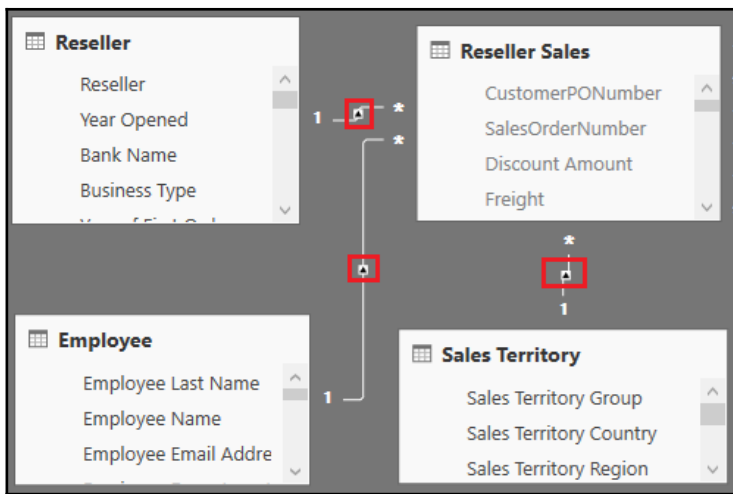 Reseller
Reseller
Year Opened
Bank Name
Business Type
1
*
*
Reseller Sales
CustomerPONumber
SalesOrderNumber
Discount Amount
Freight
*
1
Employee
Employee Last Name
Employee Name
Employee Email Addre
1
Sales Territory
Sales Territory Group
Sales Territory Country
Sales Territory Region